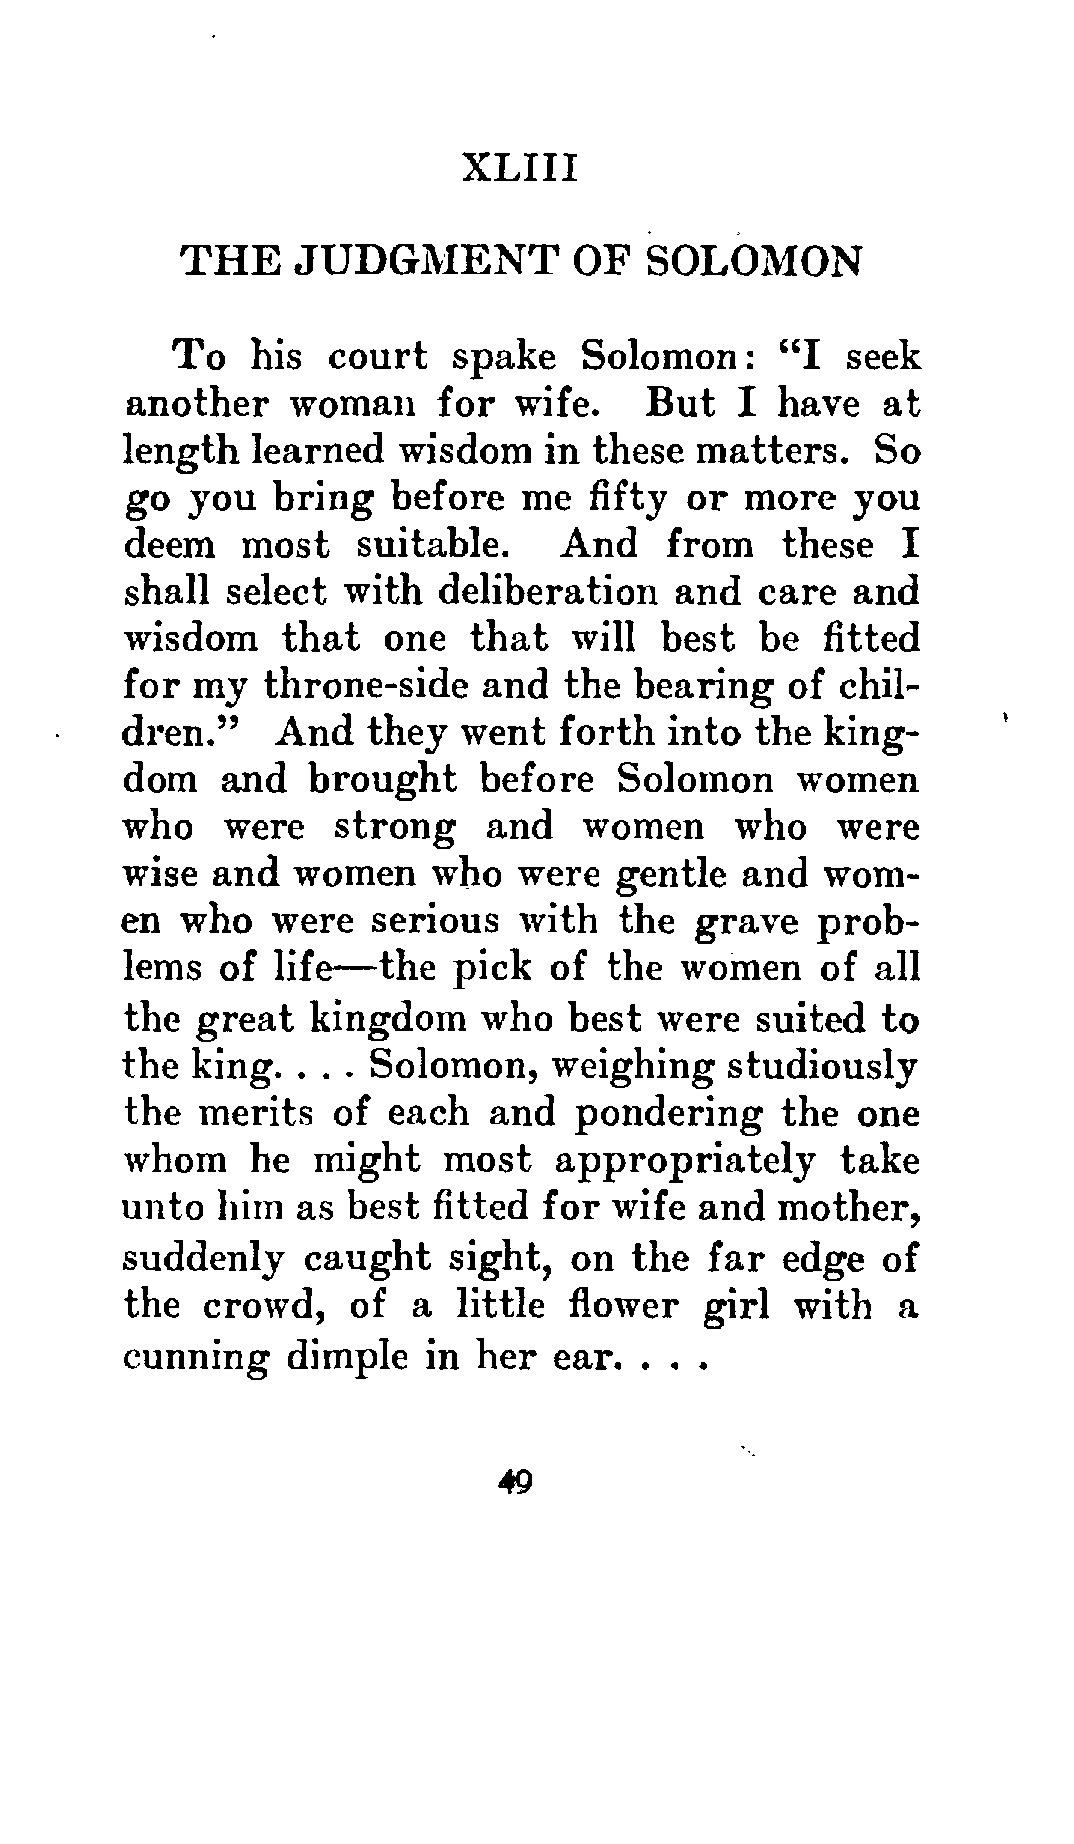 XLIII
THE JUDGMENT OF SOLOMON
To his court spake Solomon: “I seek
another woman for wife. But I have at
length learned wisdom in these matters. So
go you bring before me fifty or more you
deem most suitable. And from these I
shall select with deliberation and care and
wisdom that one that will best be fitted
for my throne-side and the bearing of chil-
dren.” And they went forth into the king-
dom and brought before Solomon women
who were strong and women who were
wise and women who were gentle and wom-
en who were serious with the grave prob-
lems of life—the pick of the women of all
the great kingdom who best were suited to
the king. . . . Solomon, weighing studiously
the merits of each and pondering the one
whom he might most appropriately take
unto him as best fitted for wife and mother,
suddenly caught sight, on the far edge of
the crowd, of a little flower girl with a
cunning dimple in her ear. . . .
49